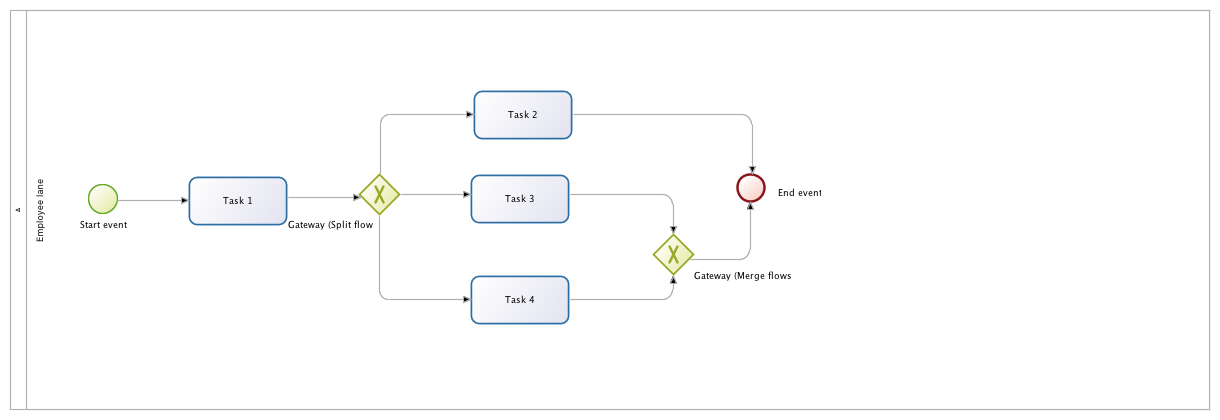 A
Employee lane
Start event
Task 1
Gateway (Split flow
Task 2
Task 3
Task 4
Gateway (Merge flows
End event